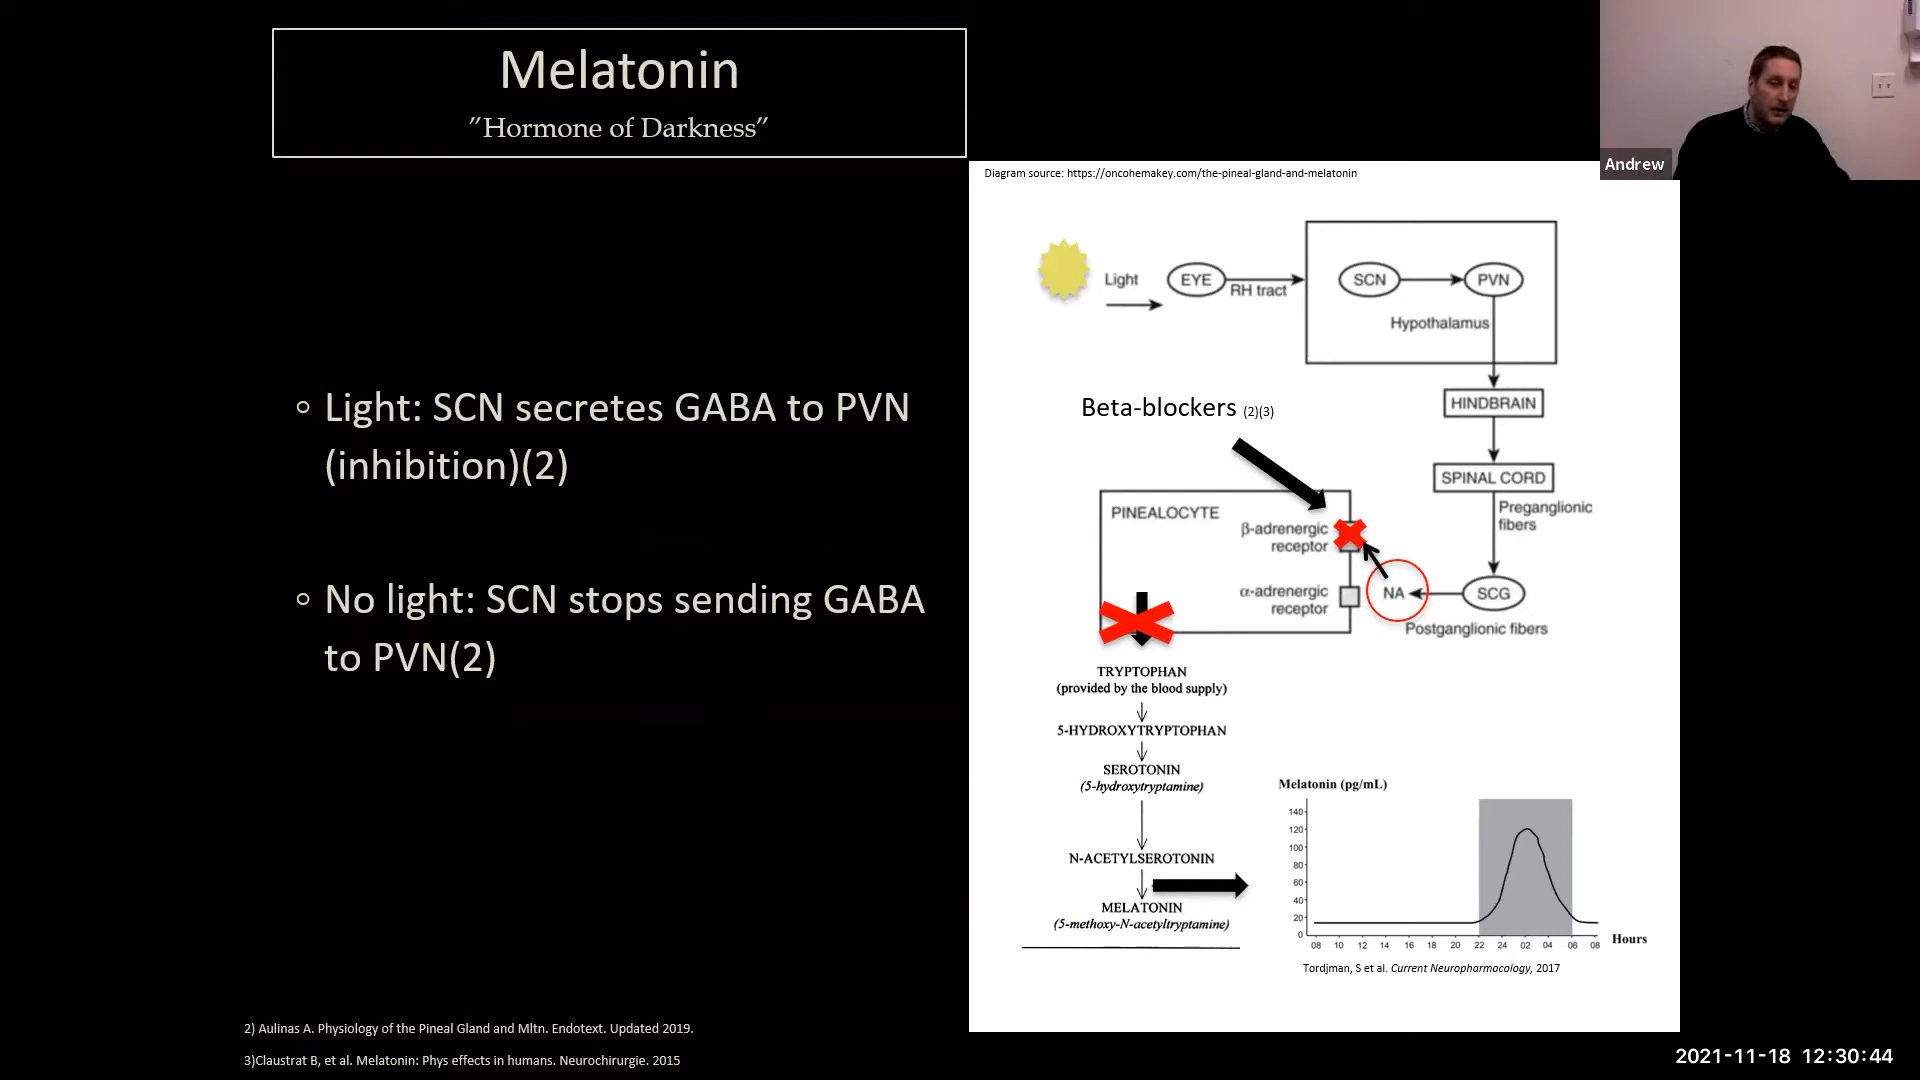 Melatonin
”Hormone of Darkness”
Andrew
Diagram source: https://oncohemakey.com/the-pineal-gland-and-melatonin
Light
EYE
RH tract
SCN
PVN
Hypothalamus
◦ Light: SCN secretes GABA to PVN
(inhibition)(2)
◦ No light: SCN stops sending GABA
to PVN(2)
Beta-blockers (2)(3)
HINDBRAIN
SPINAL CORD
Preganglionic
fibers
PINEALOCYTE
β-adrenergic
receptor
α-adrenergic
receptor
NA
SCG
Postganglionic fibers
TRYPTOPHAN
(provided by the blood supply)
5-HYDROXYTRYPTOPHAN
SEROTONIN
(5-hydroxytryptamine)
N-ACETYLSEROTONIN
MELATONIN
(5-methoxy-N-acetyltryptamine)
Melatonin (pg/mL)
140
120
100
80
60
40
20
0
08 10 12 14 16 18 20 22 24 02 04 06 08
Hours
Tordjman, S et al. Current Neuropharmacology, 2017
2) Aulinas A. Physiology of the Pineal Gland and Mltn. Endotext. Updated 2019.
3)Claustrat B, et al. Melatonin: Phys effects in humans. Neurochirurgie. 2015
2021-11-18 12:30:44